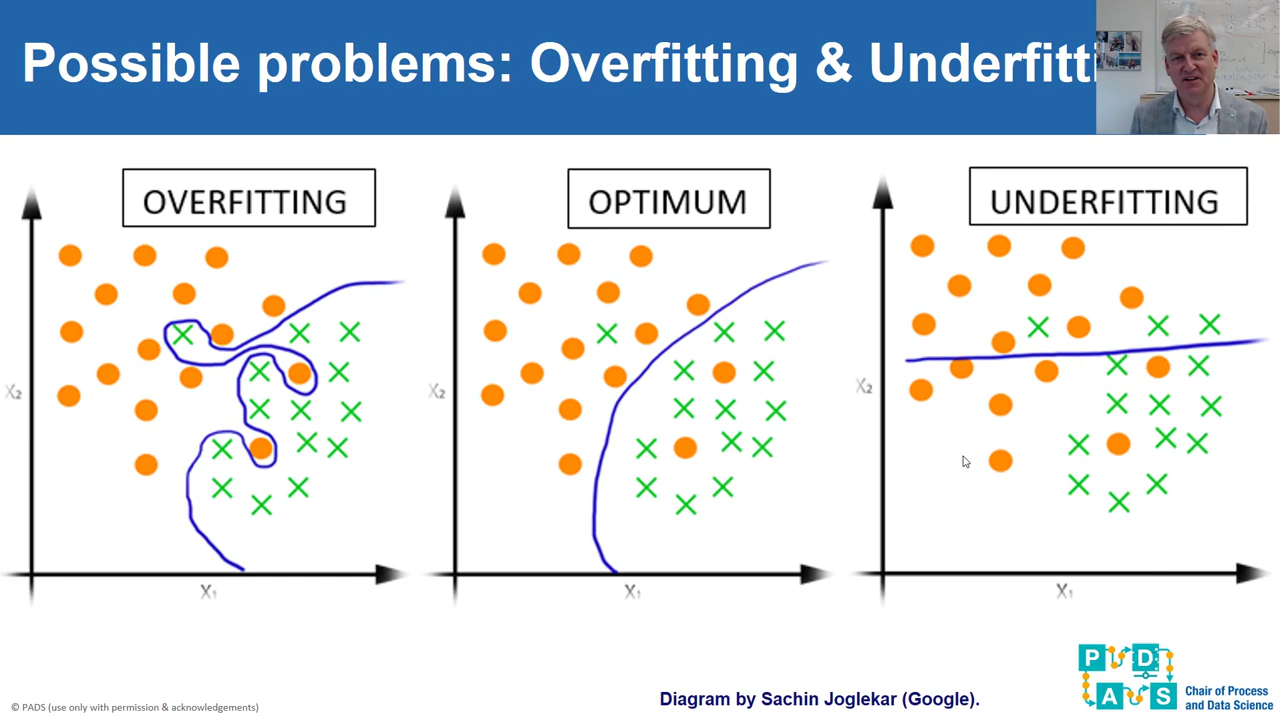 Possible problems: Overfitting & Underfitti
OVERFITTING
OPTIMUM
UNDERFITTING
X₂
X₂
X₂
X₁
X₁
X₁
P D
A S
Chair of Process
and Data Science
Diagram by Sachin Joglekar (Google).
© PADS (use only with permission & acknowledgements)